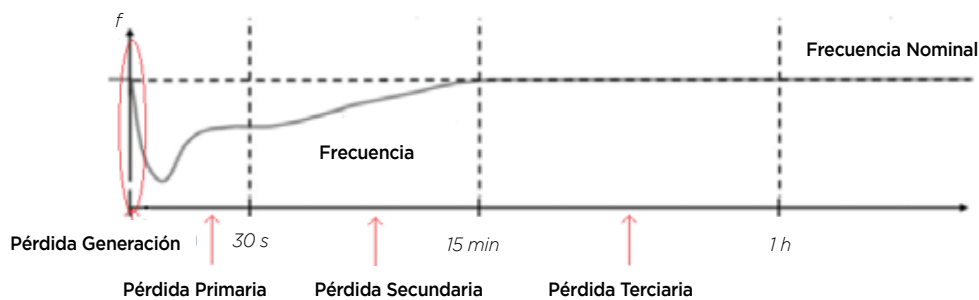 f
Frecuencia Nominal
Frecuencia
Pérdida Generación
30 s
15 min
1 h
Pérdida Primaria
Pérdida Secundaria
Pérdida Terciaria